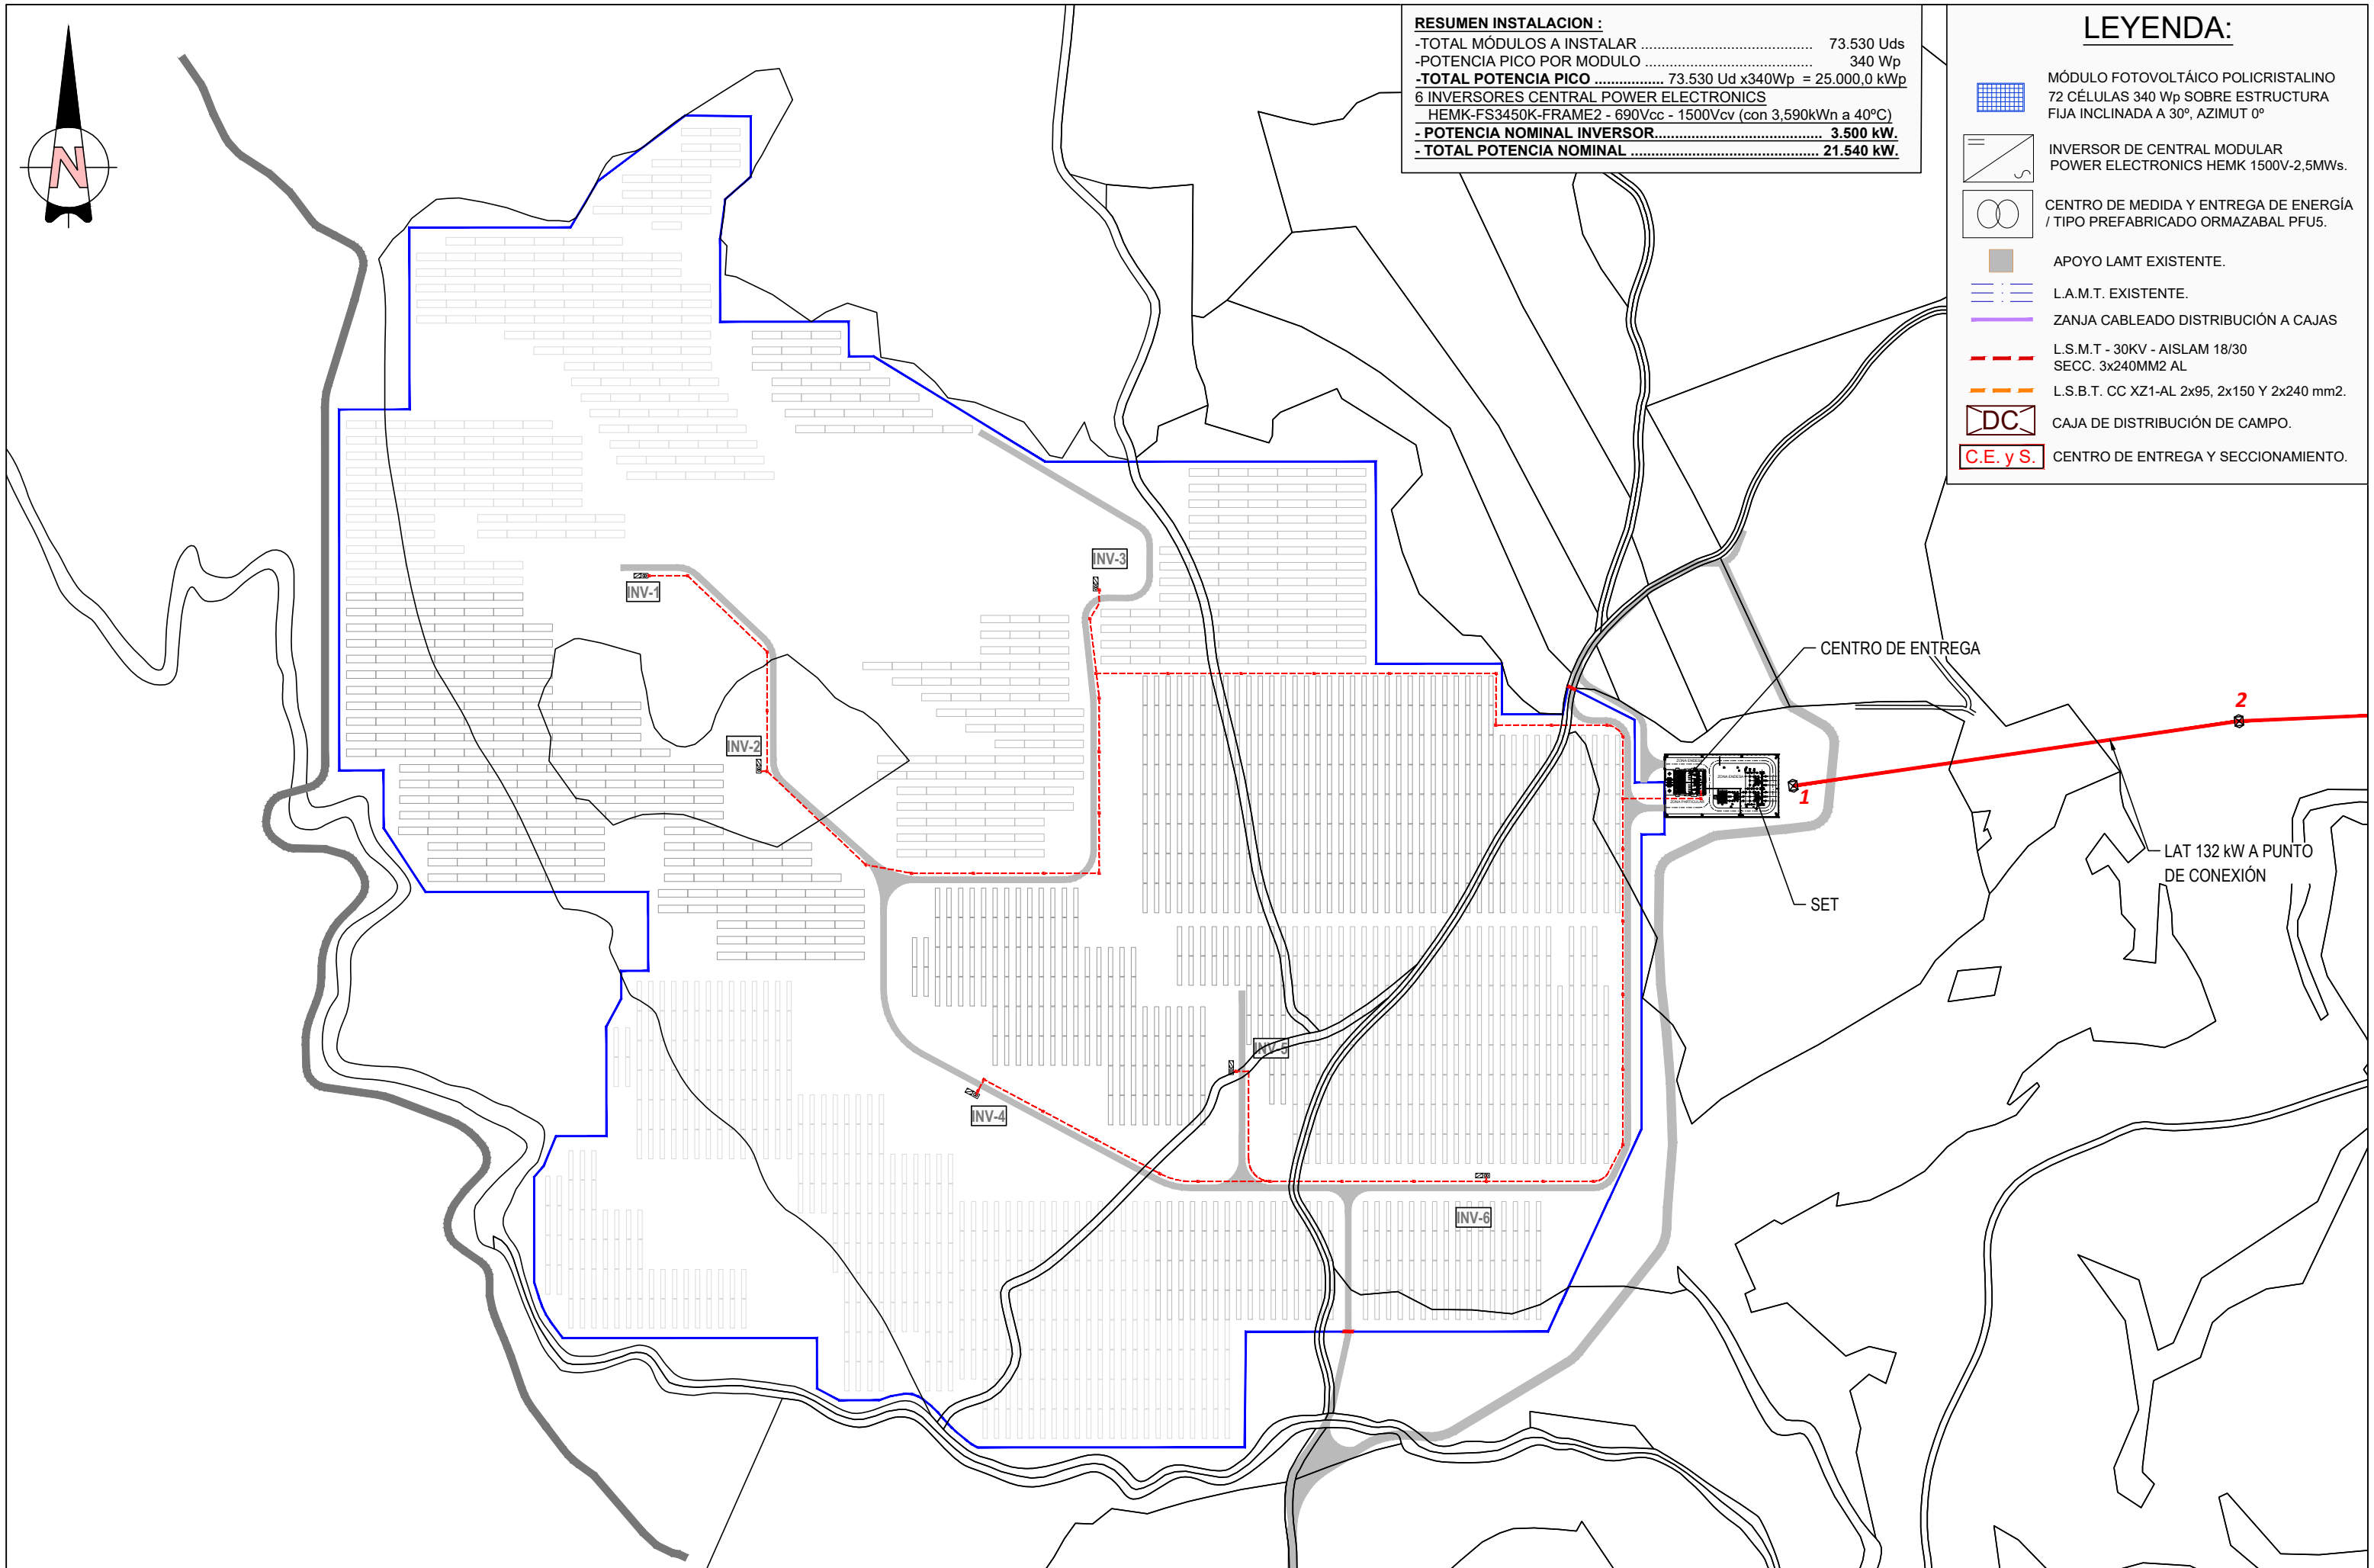 N
RESUMEN INSTALACION :
-TOTAL MÓDULOS A INSTALAR ......................................... 73.530 Uds
-POTENCIA PICO POR MODULO ........................................ 340 Wp
-TOTAL POTENCIA PICO ................. 73.530 Ud x340Wp = 25.000,0 kWp
6 INVERSORES CENTRAL POWER ELECTRONICS
HEMK-FS3450K-FRAME2 - 690Vcc - 1500Vcv (con 3,590kWn a 40ºC)
- POTENCIA NOMINAL INVERSOR........................................ 3.500 kW.
- TOTAL POTENCIA NOMINAL ............................................. 21.540 kW.
LEYENDA:
MÓDULO FOTOVOLTÁICO POLICRISTALINO
72 CÉLULAS 340 Wp SOBRE ESTRUCTURA
FIJA INCLINADA A 30º, AZIMUT 0º
INVERSOR DE CENTRAL MODULAR
POWER ELECTRONICS HEMK 1500V-2,5MWs.
CENTRO DE MEDIDA Y ENTREGA DE ENERGÍA
/ TIPO PREFABRICADO ORMAZABAL PFU5.
APOYO LAMT EXISTENTE.
L.A.M.T. EXISTENTE.
ZANJA CABLEADO DISTRIBUCIÓN A CAJAS
L.S.M.T - 30KV - AISLAM 18/30
SECC. 3x240MM2 AL
L.S.B.T. CC XZ1-AL 2x95, 2x150 Y 2x240 mm2.
DC CAJA DE DISTRIBUCIÓN DE CAMPO.
C.E. y S. CENTRO DE ENTREGA Y SECCIONAMIENTO.
INV-3
INV-1
CENTRO DE ENTREGA
2
INV-2
1
LAT 132 kW A PUNTO
DE CONEXIÓN
SET
INV-5
INV-4
INV-6